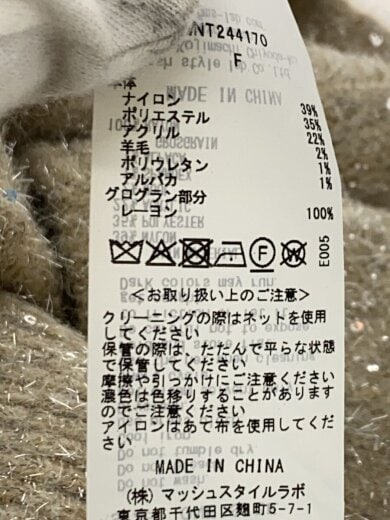 NT244170
F
本体
ナイロン 39%
ポリエステル 35%
アクリル 22%
羊毛 2%
ポリウレタン 1%
アルパカ 1%
グログラン部分
レーヨン 100%
F W
E005
<お取り扱い上のご注意>
クリーニングの際はネットを使用
してください
保管の際は、たたんで平らな状態
で保管してください
摩擦や引っかけにご注意ください
濃色は色移りすることがあります
のでご注意ください
アイロンはあて布を使用してくだ
さい
MADE IN CHINA
(株) マッシュスタイルラボ
東京都千代田区麹町5-7-1